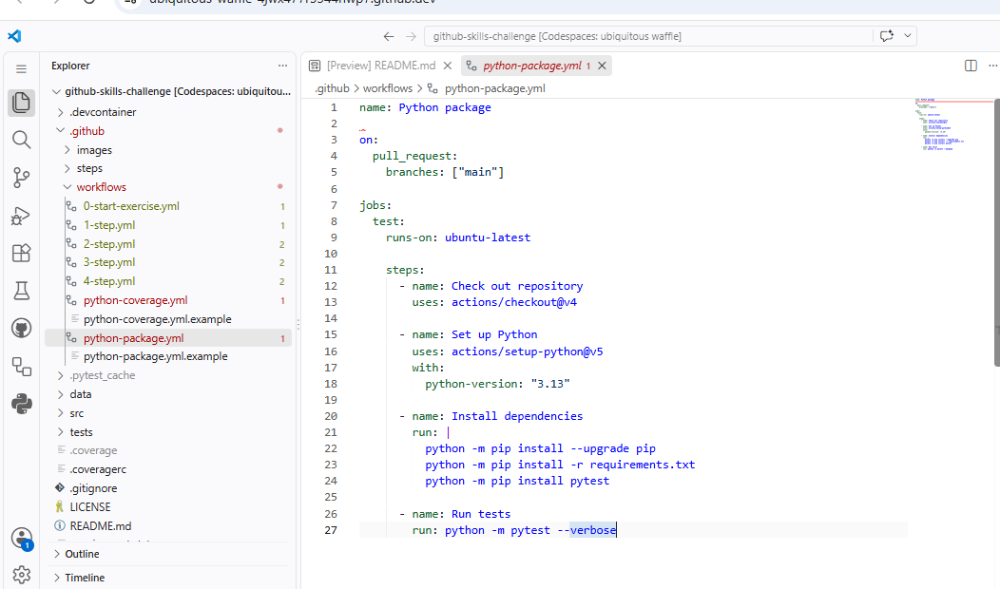 github-skills-challenge [Codespaces: ubiquitous waffle]
Explorer
github-skills-challenge [Codespaces: ubiquitou...
.devcontainer
.github
images
steps
workflows
0-start-exercise.yml 1
1-step.yml 1
2-step.yml 2
3-step.yml 2
4-step.yml 2
python-coverage.yml 1
python-coverage.yml.example
python-package.yml 1
python-package.yml.example
.pytest_cache
data
src
tests
.coverage
.coveragerc
.gitignore
LICENSE
README.md
Outline
Timeline
1
[Preview] README.md
python-package.yml 1
.github > workflows > python-package.yml
1 name: Python package
2
3 on:
4 pull_request:
5 branches: ["main"]
6
7 jobs:
8 test:
9 runs-on: ubuntu-latest
10
11 steps:
12 - name: Check out repository
13 uses: actions/checkout@v4
14
15 - name: Set up Python
16 uses: actions/setup-python@v5
17 with:
18 python-version: "3.13"
19
20 - name: Install dependencies
21 run: |
22 python -m pip install --upgrade pip
23 python -m pip install -r requirements.txt
24 python -m pip install pytest
25
26 - name: Run tests
27 run: python -m pytest --verbose